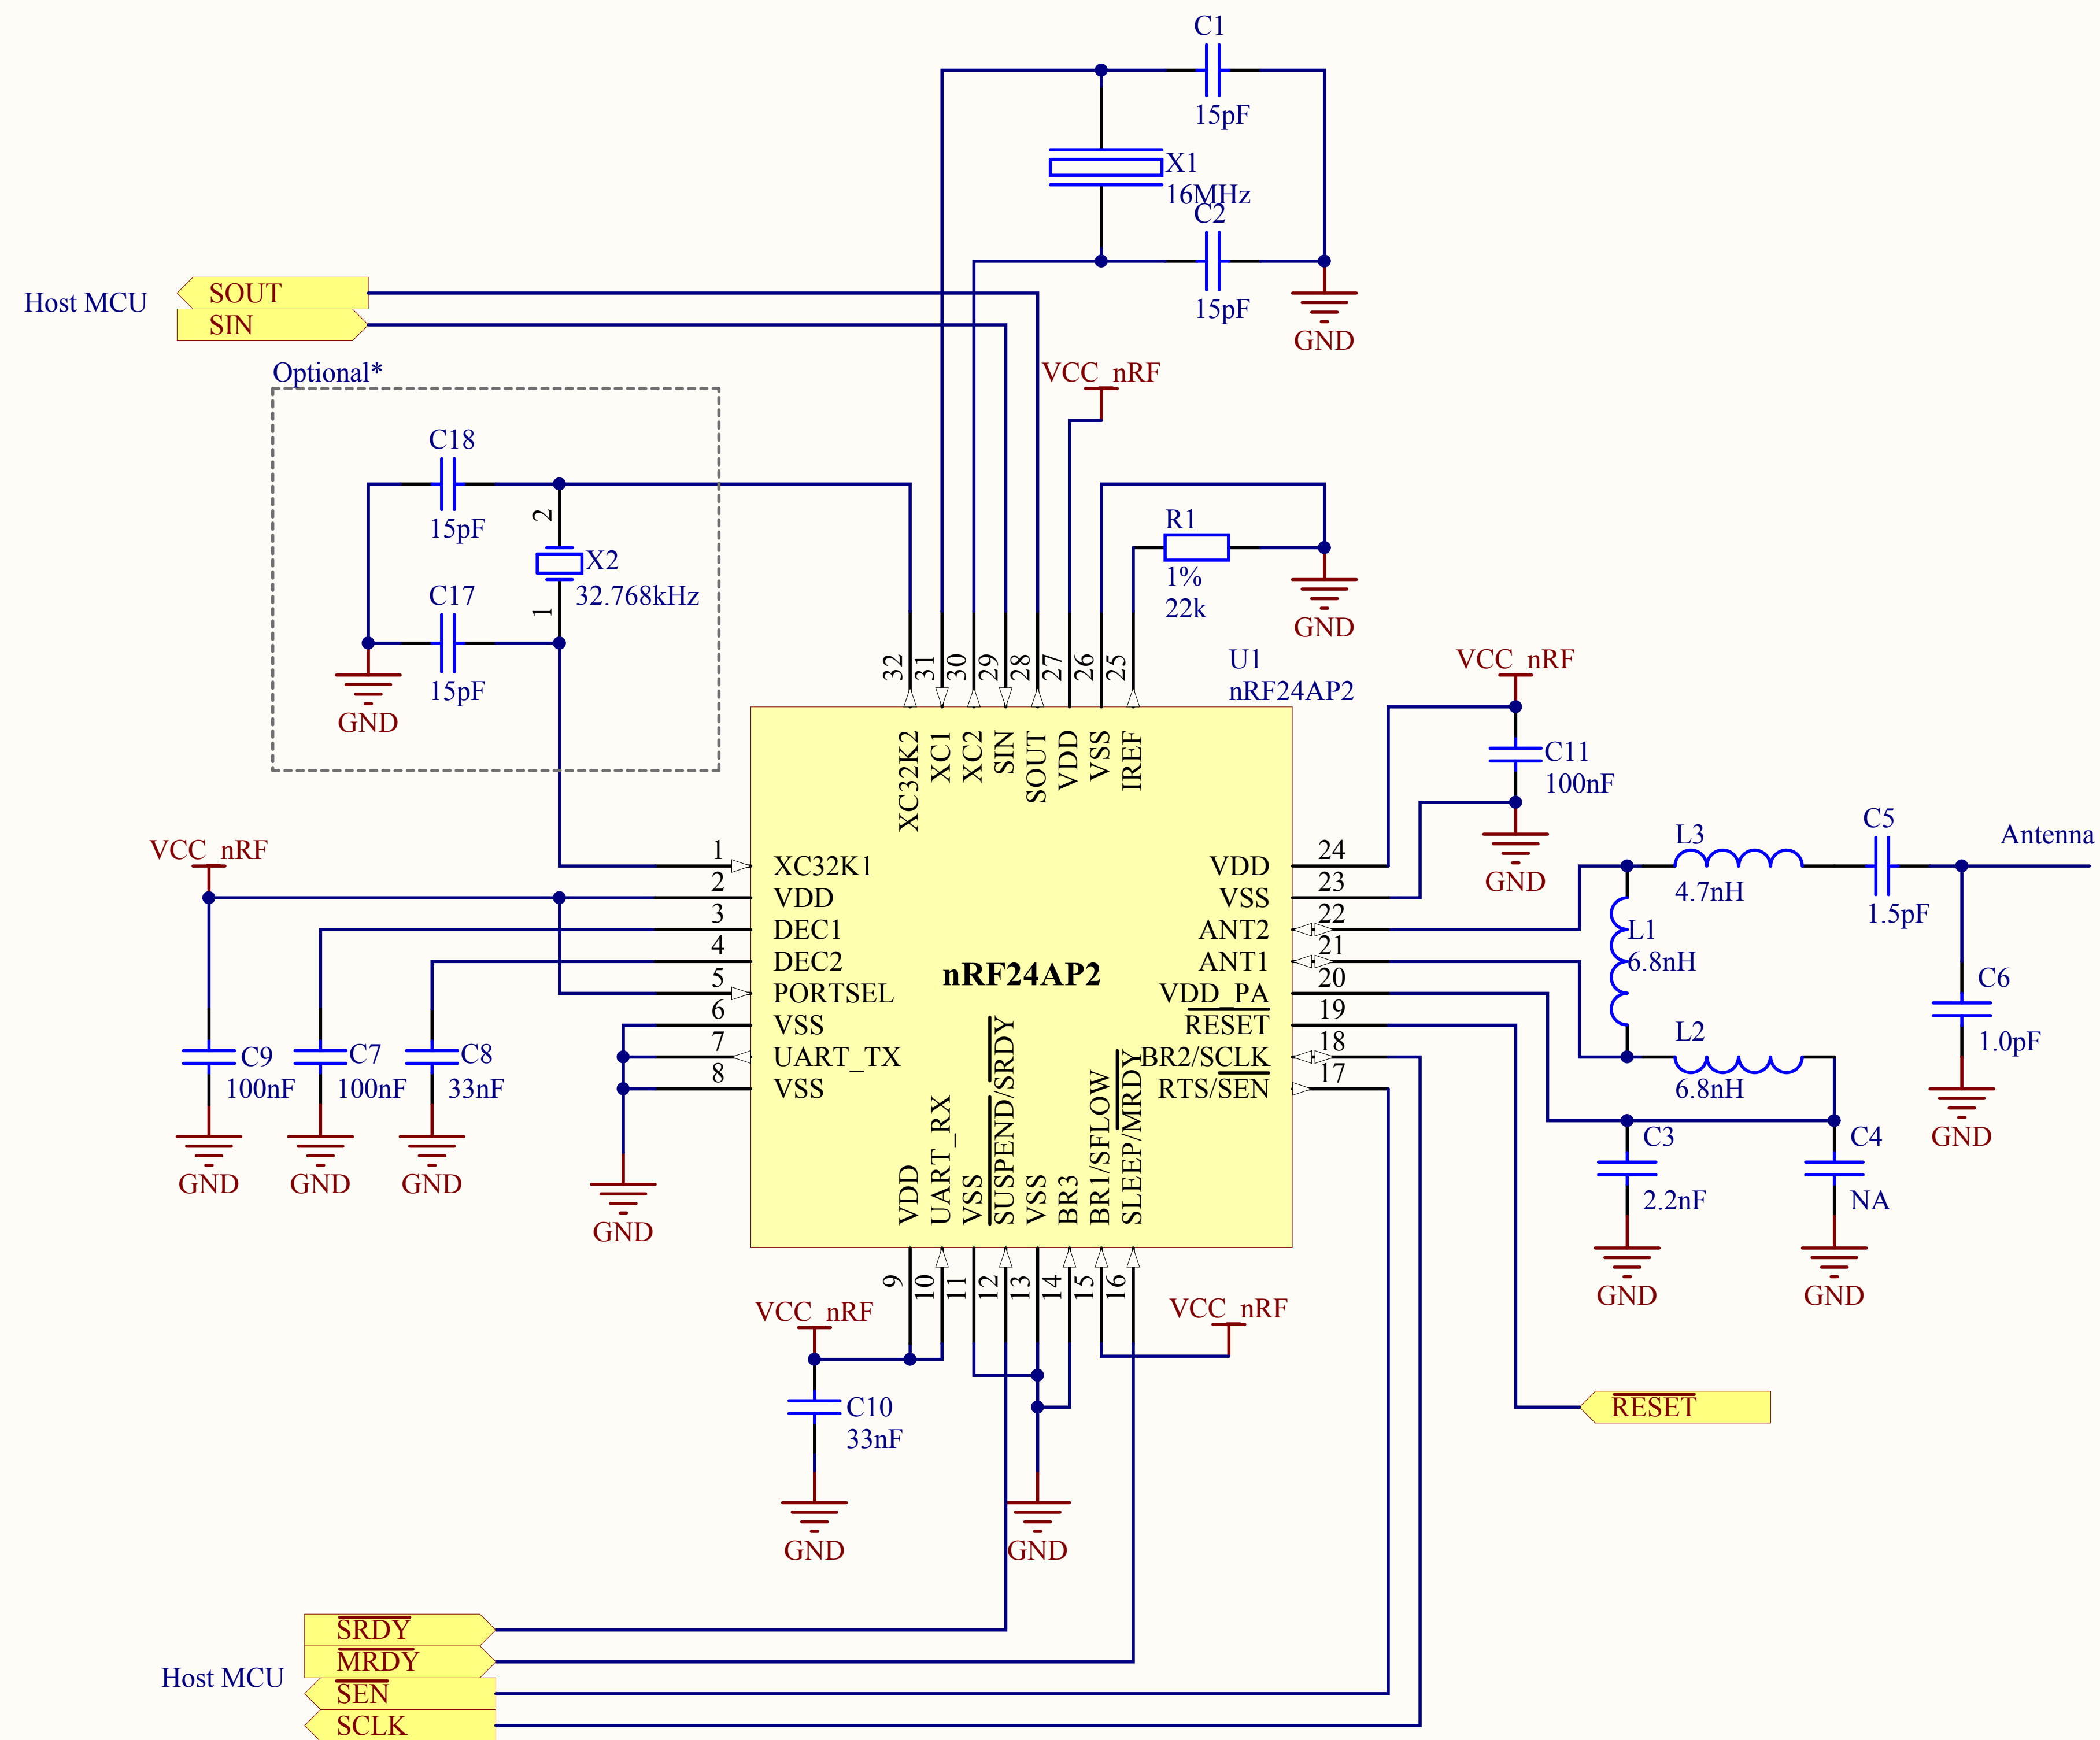 C1
15pF
X1
16MHz
C2
15pF
GND
Host MCU
SOUT
SIN
Optional*
VCC_nRF
C18
15pF
2
X2
32.768kHz
1
C17
15pF
GND
R1
1%
22k
GND
32
31
30
29
28
27
26
25
U1
nRF24AP2
VCC_nRF
C11
100nF
GND
XC32K2
XC1
XC2
SIN
SOUT
VDD
VSS
IREF
VCC_nRF
1
XC32K1
2
VDD
3
DEC1
4
DEC2
5
PORTSEL
6
VSS
7
UART_TX
8
VSS
nRF24AP2
VDD
24
VSS
23
ANT2
22
ANT1
21
VDD_PA
20
RESET
19
BR2/SCLK
18
RTS/SEN
17
L3
4.7nH
C5
1.5pF
Antenna
L1
6.8nH
L2
6.8nH
C6
1.0pF
GND
C3
2.2nF
GND
C4
NA
GND
C9
100nF
GND
C7
100nF
GND
C8
33nF
GND
GND
VDD
UART_RX
VSS
SUSPEND/SRDY
VSS
BR3
BR1/SFLOW
SLEEP/MRDY
9
10
11
12
13
14
15
16
VCC_nRF
C10
33nF
GND
GND
VCC_nRF
RESET
Host MCU
SRDY
MRDY
SEN
SCLK